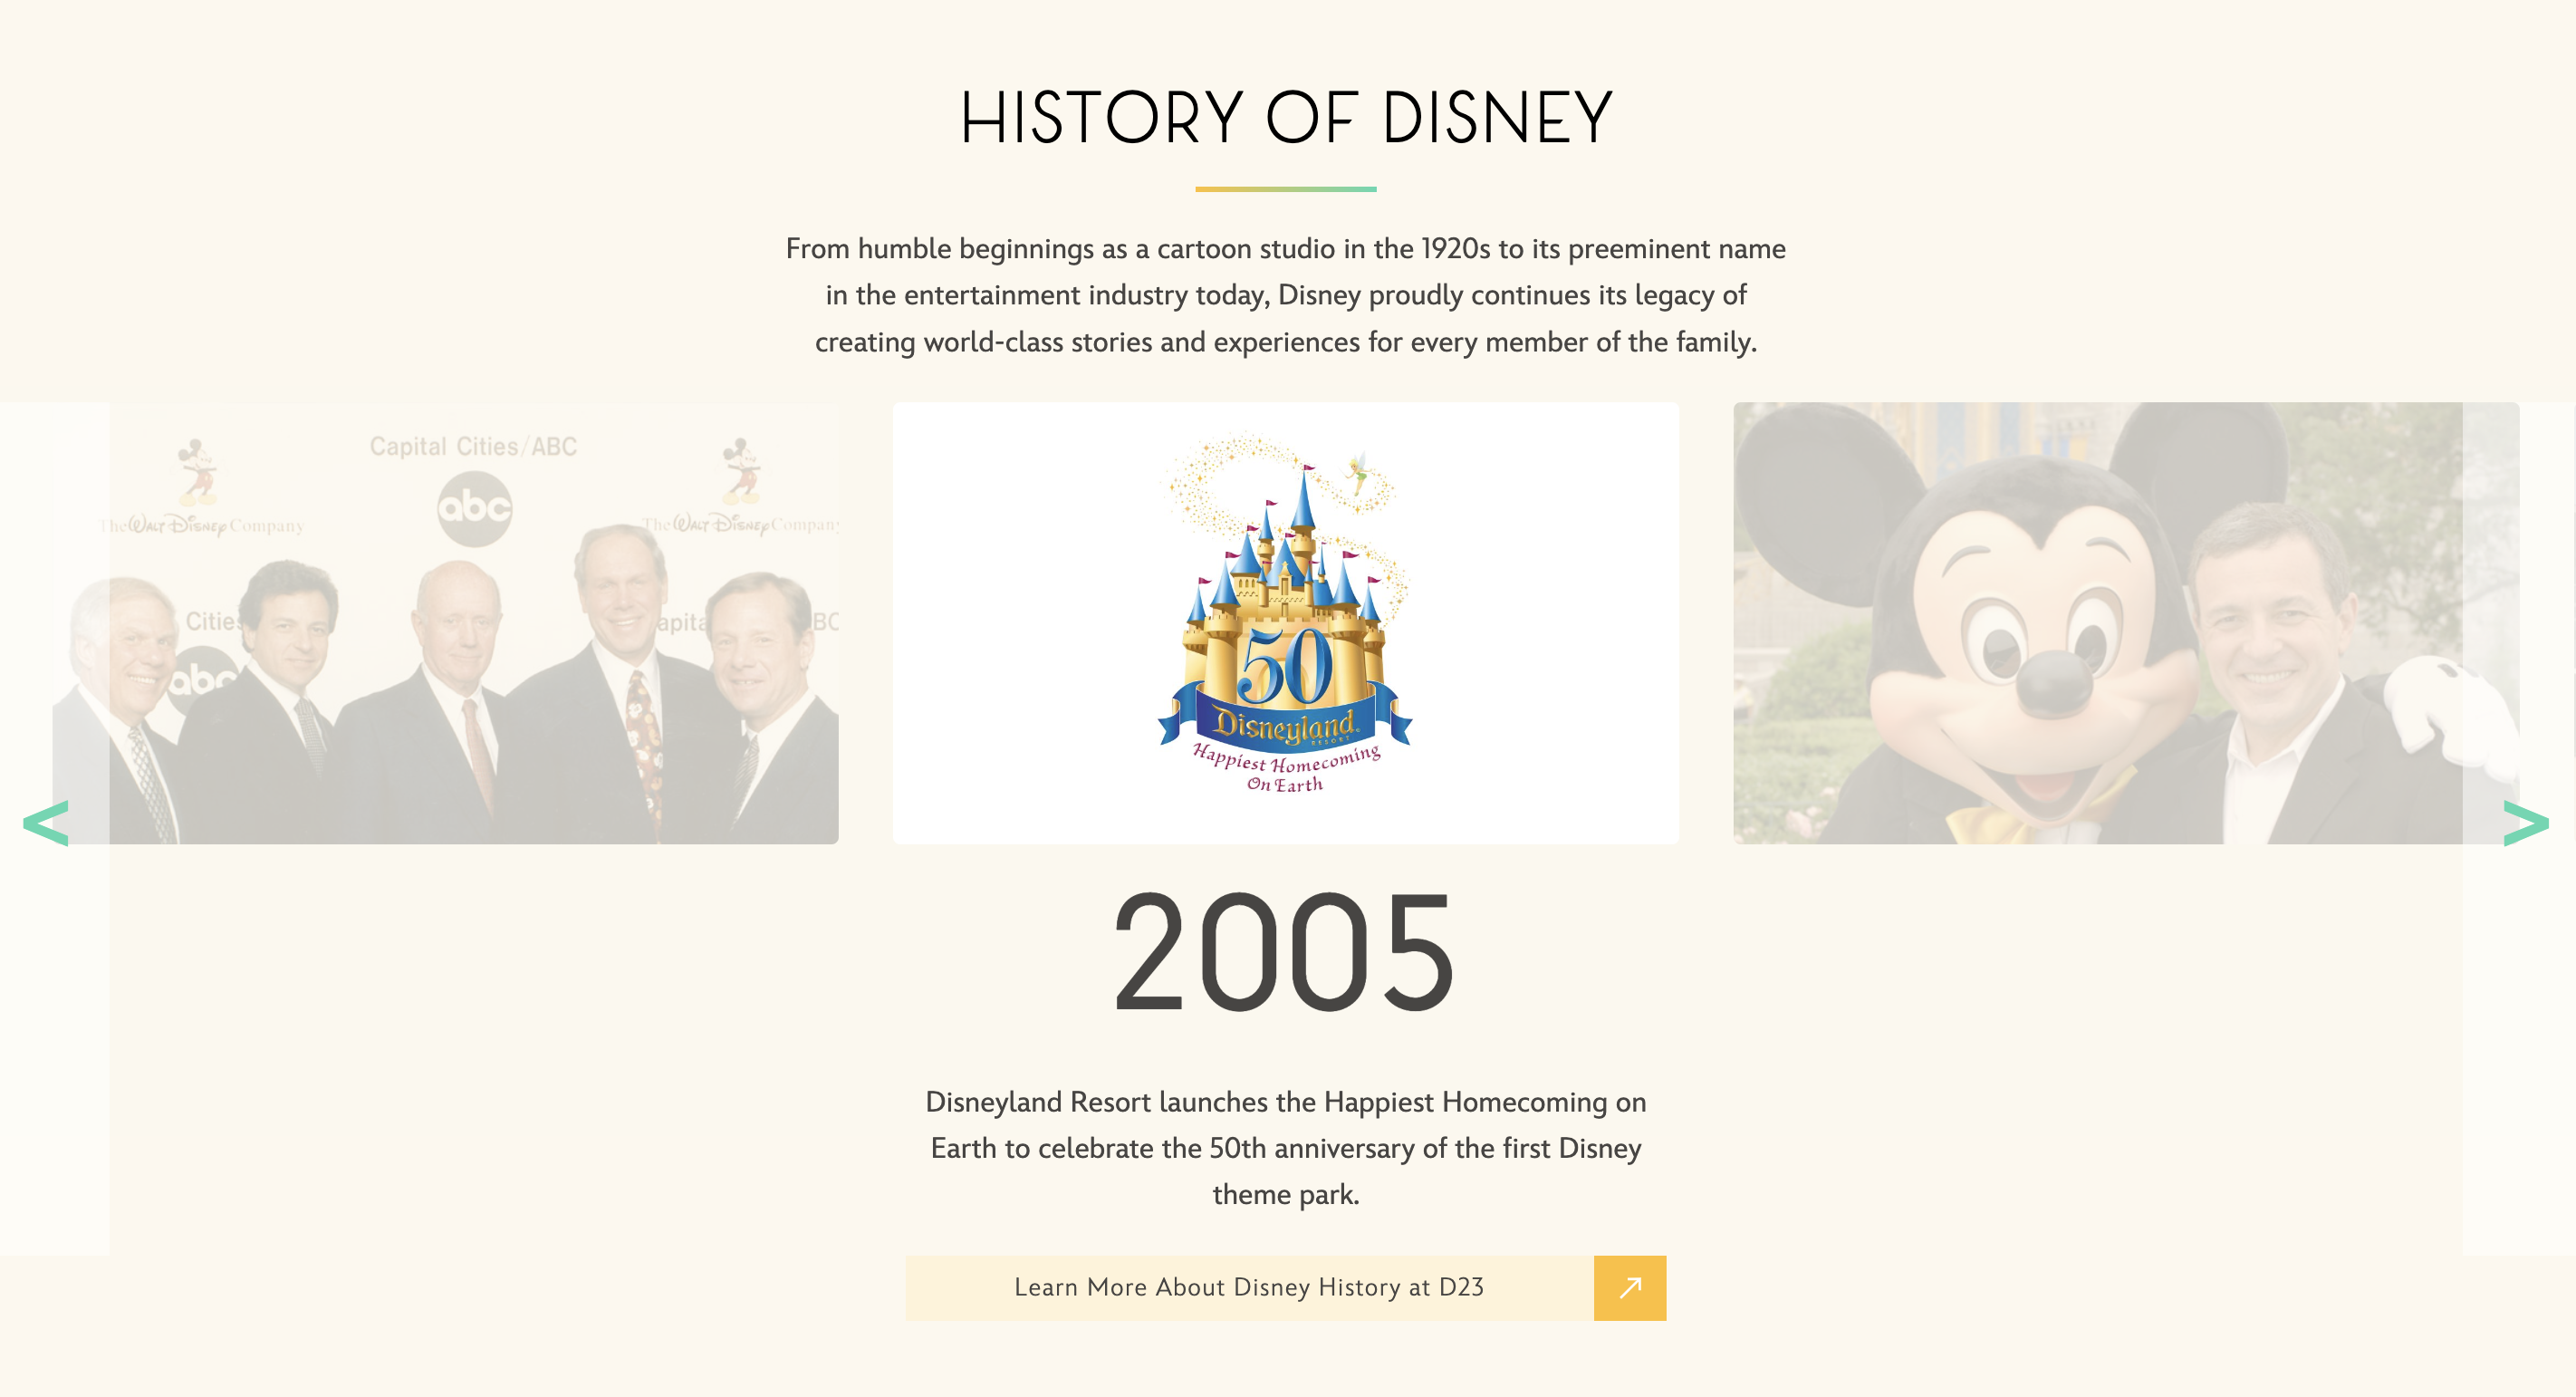 HISTORY OF DISNEY
From humble beginnings as a cartoon studio in the 1920s to its preeminent name
in the entertainment industry today, Disney proudly continues its legacy of
creating world-class stories and experiences for every member of the family.
Capital Cities/ABC
abc
The Walt Disney Company
The Walt Disney Company
Cities
abc
50
Disneyland
RESORT
Happiest Homecoming
On Earth
<
>
2005
Disneyland Resort launches the Happiest Homecoming on
Earth to celebrate the 50th anniversary of the first Disney
theme park.
Learn More About Disney History at D23